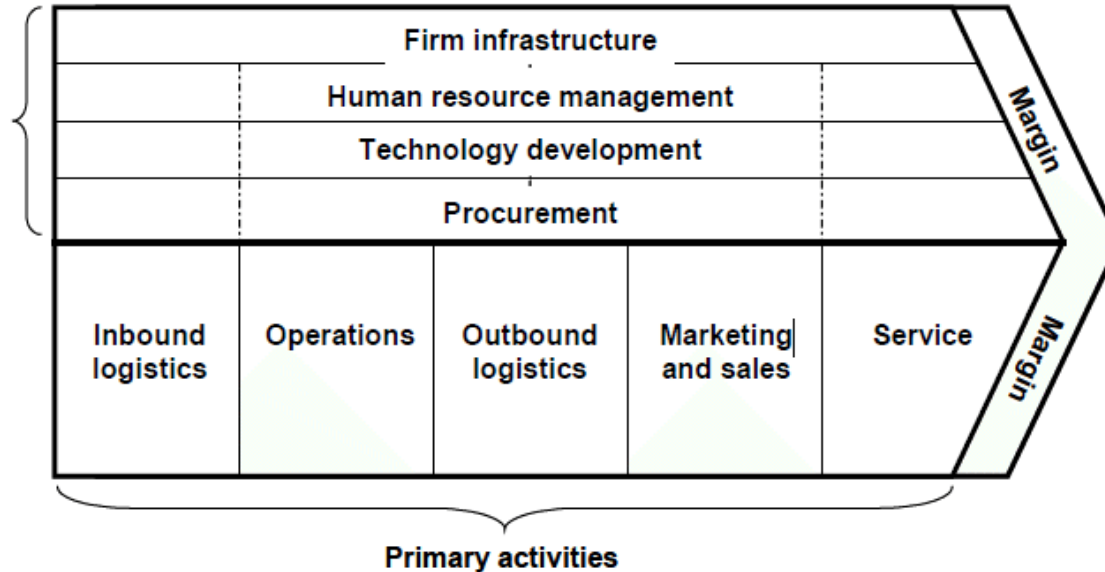 Firm infrastructure
Human resource management
Technology development
Procurement
Margin
Inbound
logistics
Operations
Outbound
logistics
Marketing
and sales
Service
Margin
Primary activities